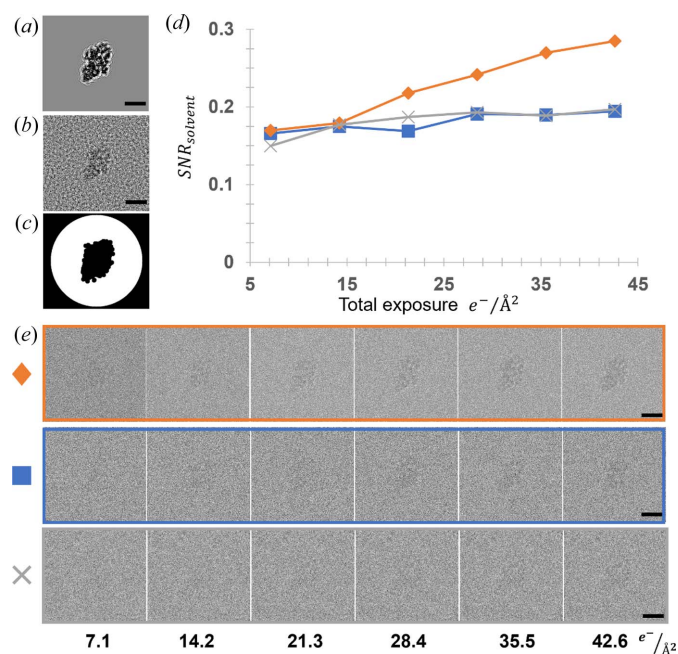 (a)
(b)
(c)
(d)
SNRsolvent
0.3
0.2
0.1
0
5 15 25 35 45
Total exposure e⁻/Å²
(e)
7.1 14.2 21.3 28.4 35.5 42.6 e⁻/Å²